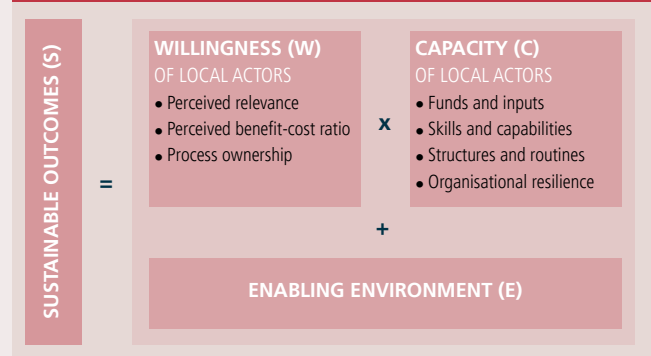 SUSTAINABLE OUTCOMES (S)
=
WILLINGNESS (W)
OF LOCAL ACTORS
• Perceived relevance
• Perceived benefit-cost ratio
• Process ownership
x
CAPACITY (C)
OF LOCAL ACTORS
• Funds and inputs
• Skills and capabilities
• Structures and routines
• Organisational resilience
+
ENABLING ENVIRONMENT (E)